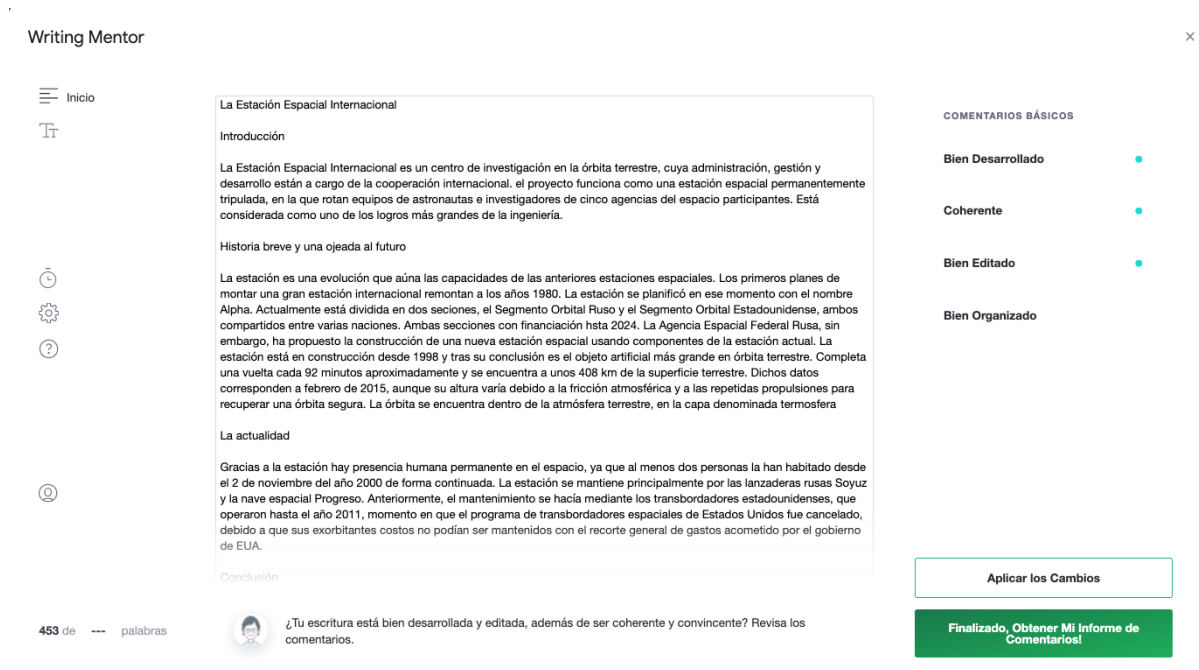 Writing Mentor
×
Inicio
La Estación Espacial Internacional
Introducción
La Estación Espacial Internacional es un centro de investigación en la órbita terrestre, cuya administración, gestión y
desarrollo están a cargo de la cooperación internacional. el proyecto funciona como una estación espacial permanentemente
tripulada, en la que rotan equipos de astronautas e investigadores de cinco agencias del espacio participantes. Está
considerada como uno de los logros más grandes de la ingeniería.
Historia breve y una ojeada al futuro
La estación es una evolución que aúna las capacidades de las anteriores estaciones espaciales. Los primeros planes de
montar una gran estación internacional remontan a los años 1980. La estación se planificó en ese momento con el nombre
Alpha. Actualmente está dividida en dos seciones, el Segmento Orbital Ruso y el Segmento Orbital Estadounidense, ambos
compartidos entre varias naciones. Ambas secciones con financiación hsta 2024. La Agencia Espacial Federal Rusa, sin
embargo, ha propuesto la construcción de una nueva estación espacial usando componentes de la estación actual. La
estación está en construcción desde 1998 y tras su conclusión es el objeto artificial más grande en órbita terrestre. Completa
una vuelta cada 92 minutos aproximadamente y se encuentra a unos 408 km de la superficie terrestre. Dichos datos
corresponden a febrero de 2015, aunque su altura varía debido a la fricción atmosférica y a las repetidas propulsiones para
recuperar una órbita segura. La órbita se encuentra dentro de la atmósfera terrestre, en la capa denominada termosfera
La actualidad
Gracias a la estación hay presencia humana permanente en el espacio, ya que al menos dos personas la han habitado desde
el 2 de noviembre del año 2000 de forma continuada. La estación se mantiene principalmente por las lanzaderas rusas Soyuz
y la nave espacial Progreso. Anteriormente, el mantenimiento se hacía mediante los transbordadores estadounidenses, que
operaron hasta el año 2011, momento en que el programa de transbordadores espaciales de Estados Unidos fue cancelado,
debido a que sus exorbitantes costos no podían ser mantenidos con el recorte general de gastos acometido por el gobierno
de EUA.
Conclusión
COMENTARIOS BÁSICOS
Bien Desarrollado
Coherente
Bien Editado
Bien Organizado
Aplicar los Cambios
Finalizado, Obtener Mi Informe de
Comentarios!
453 de --- palabras
¿Tu escritura está bien desarrollada y editada, además de ser coherente y convincente? Revisa los
comentarios.